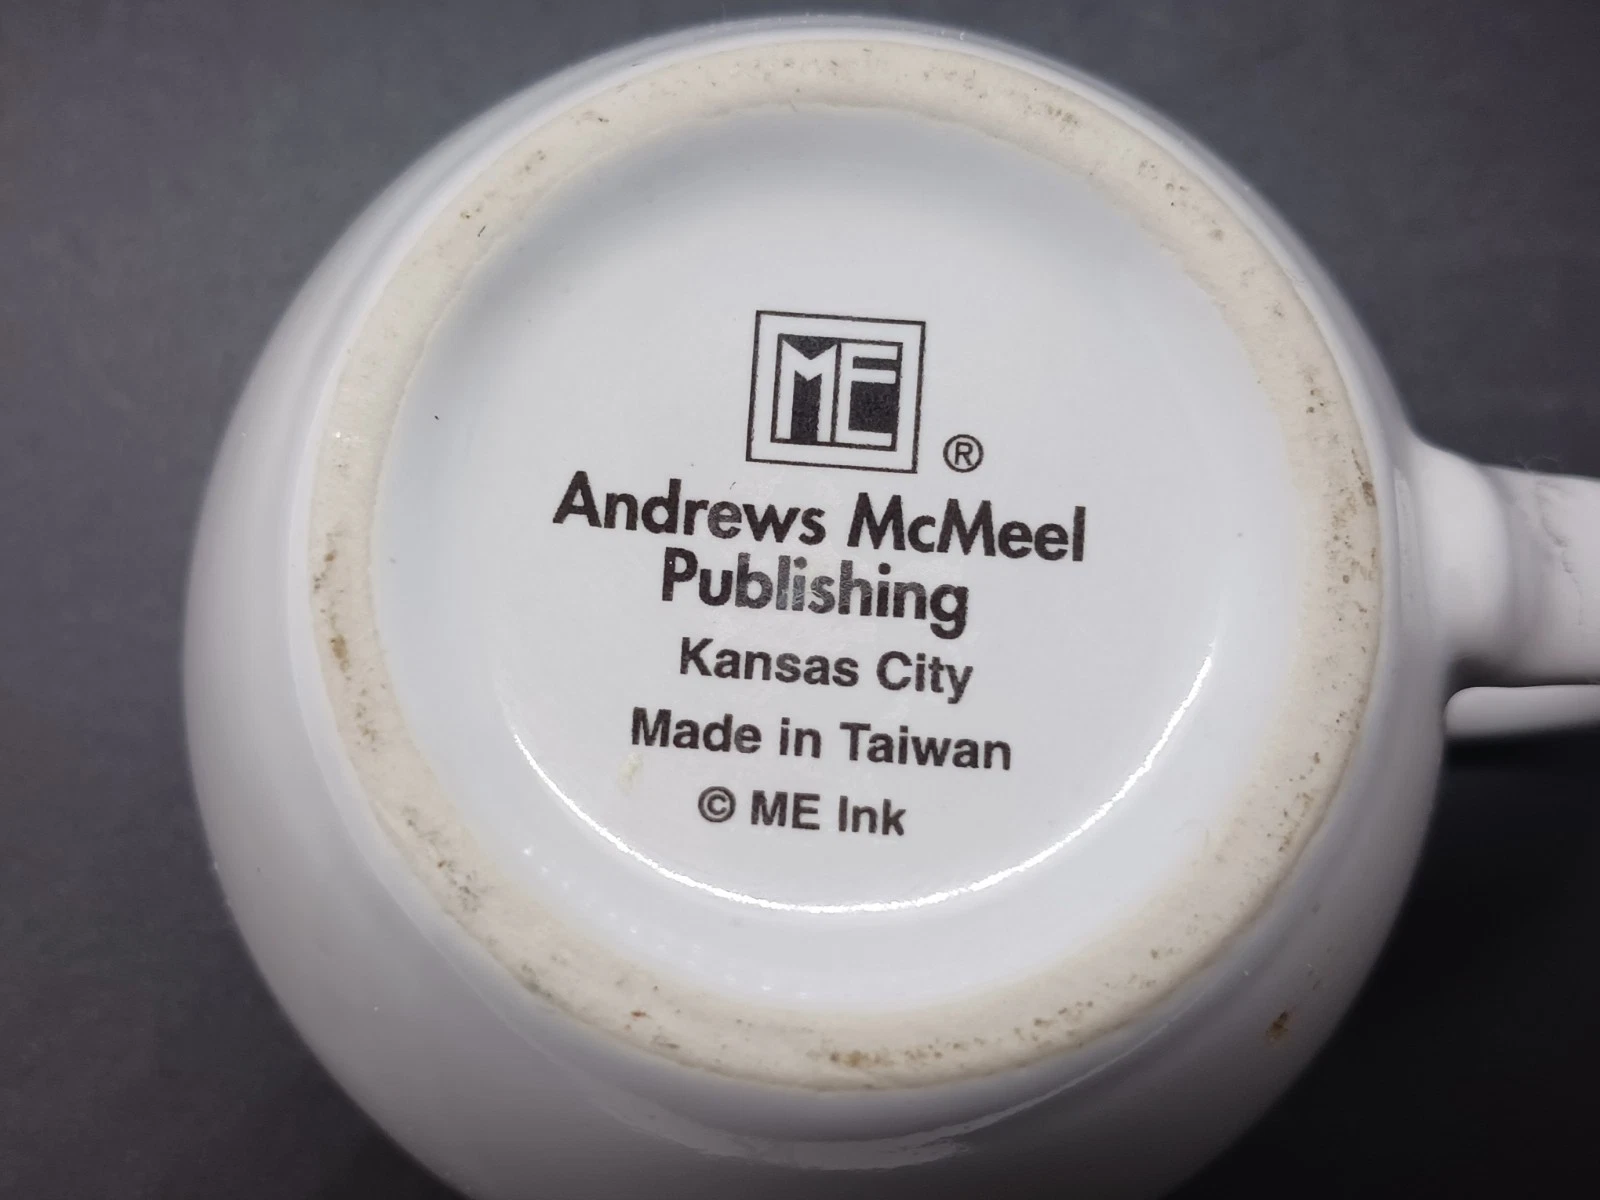 ME ®
Andrews McMeel
Publishing
Kansas City
Made in Taiwan
© ME Ink